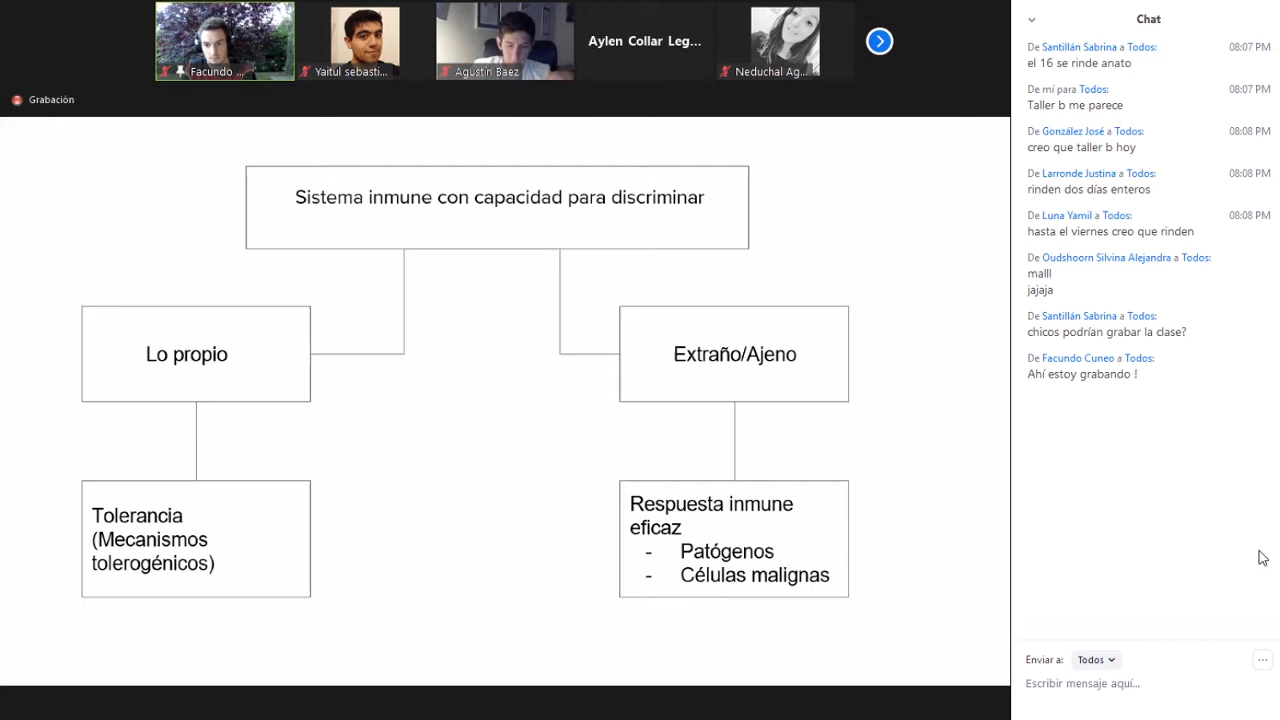 Facundo ...
Yaitul sebasti...
Agustín Baez
Aylen Collar Leg...
Neduchal Ag...
Grabación
Sistema inmune con capacidad para discriminar
Lo propio
Extraño/Ajeno
Tolerancia
(Mecanismos
tolerogénicos)
Respuesta inmune
eficaz
- Patógenos
- Células malignas
Chat
De Santillán Sabrina a Todos: 08:07 PM
el 16 se rinde anato
De mí para Todos: 08:07 PM
Taller b me parece
De González José a Todos: 08:08 PM
creo que taller b hoy
De Larronde Justina a Todos: 08:08 PM
rinden dos días enteros
De Luna Yamil a Todos: 08:08 PM
hasta el viernes creo que rinden
De Oudshoorn Silvina Alejandra a Todos:
malll
jajaja
De Santillán Sabrina a Todos:
chicos podrían grabar la clase?
De Facundo Cuneo a Todos:
Ahí estoy grabando !
Enviar a: Todos
Escribir mensaje aquí...